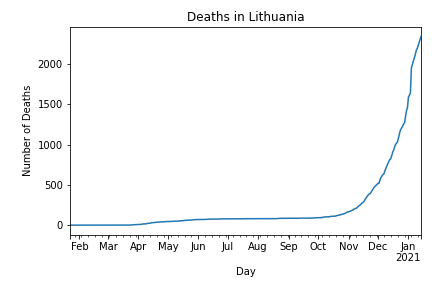 Deaths in Lithuania
Number of Deaths
2000
1500
1000
500
0
Feb Mar Apr May Jun Jul Aug Sep Oct Nov Dec Jan
2021
Day